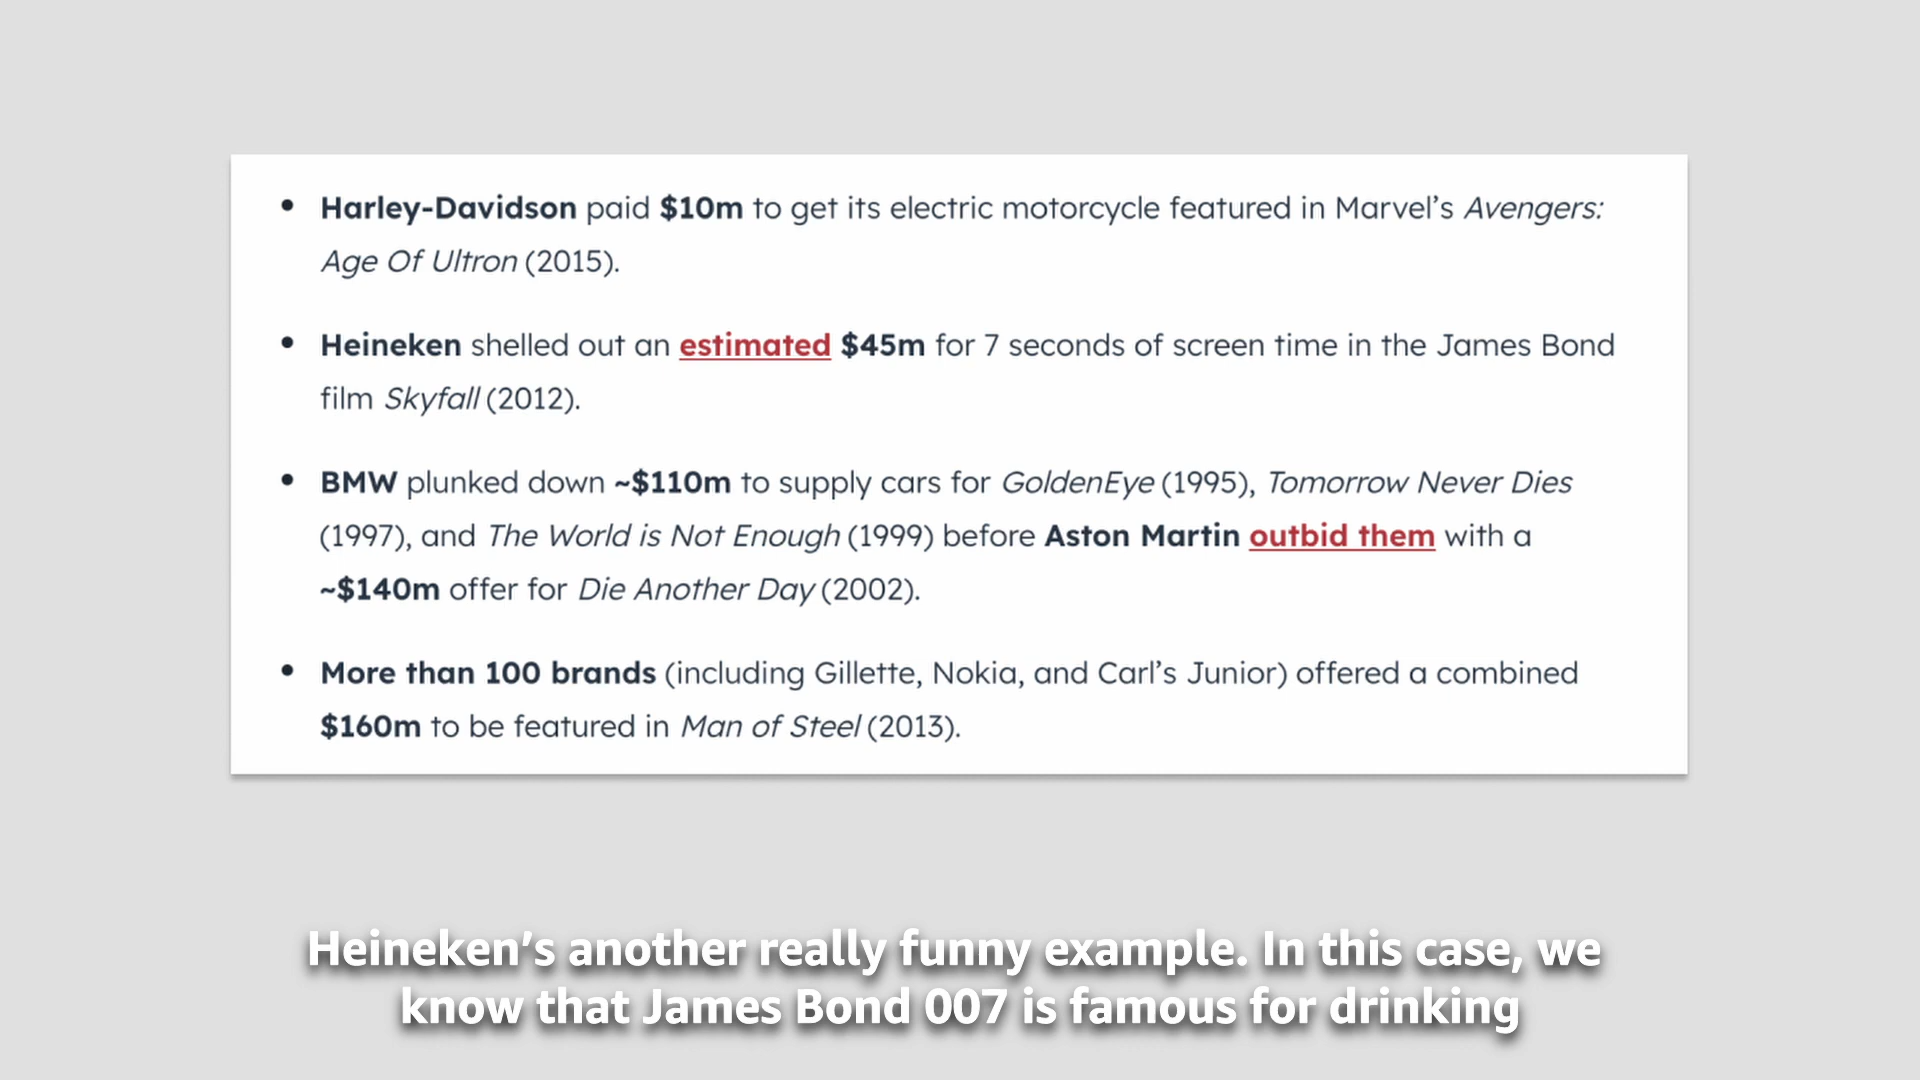 • Harley-Davidson paid $10m to get its electric motorcycle featured in Marvel’s Avengers:
Age Of Ultron (2015).
• Heineken shelled out an estimated $45m for 7 seconds of screen time in the James Bond
film Skyfall (2012).
• BMW plunked down ~$110m to supply cars for GoldenEye (1995), Tomorrow Never Dies
(1997), and The World is Not Enough (1999) before Aston Martin outbid them with a
~$140m offer for Die Another Day (2002).
• More than 100 brands (including Gillette, Nokia, and Carl’s Junior) offered a combined
$160m to be featured in Man of Steel (2013).
Heineken’s another really funny example. In this case, we
know that James Bond 007 is famous for drinking